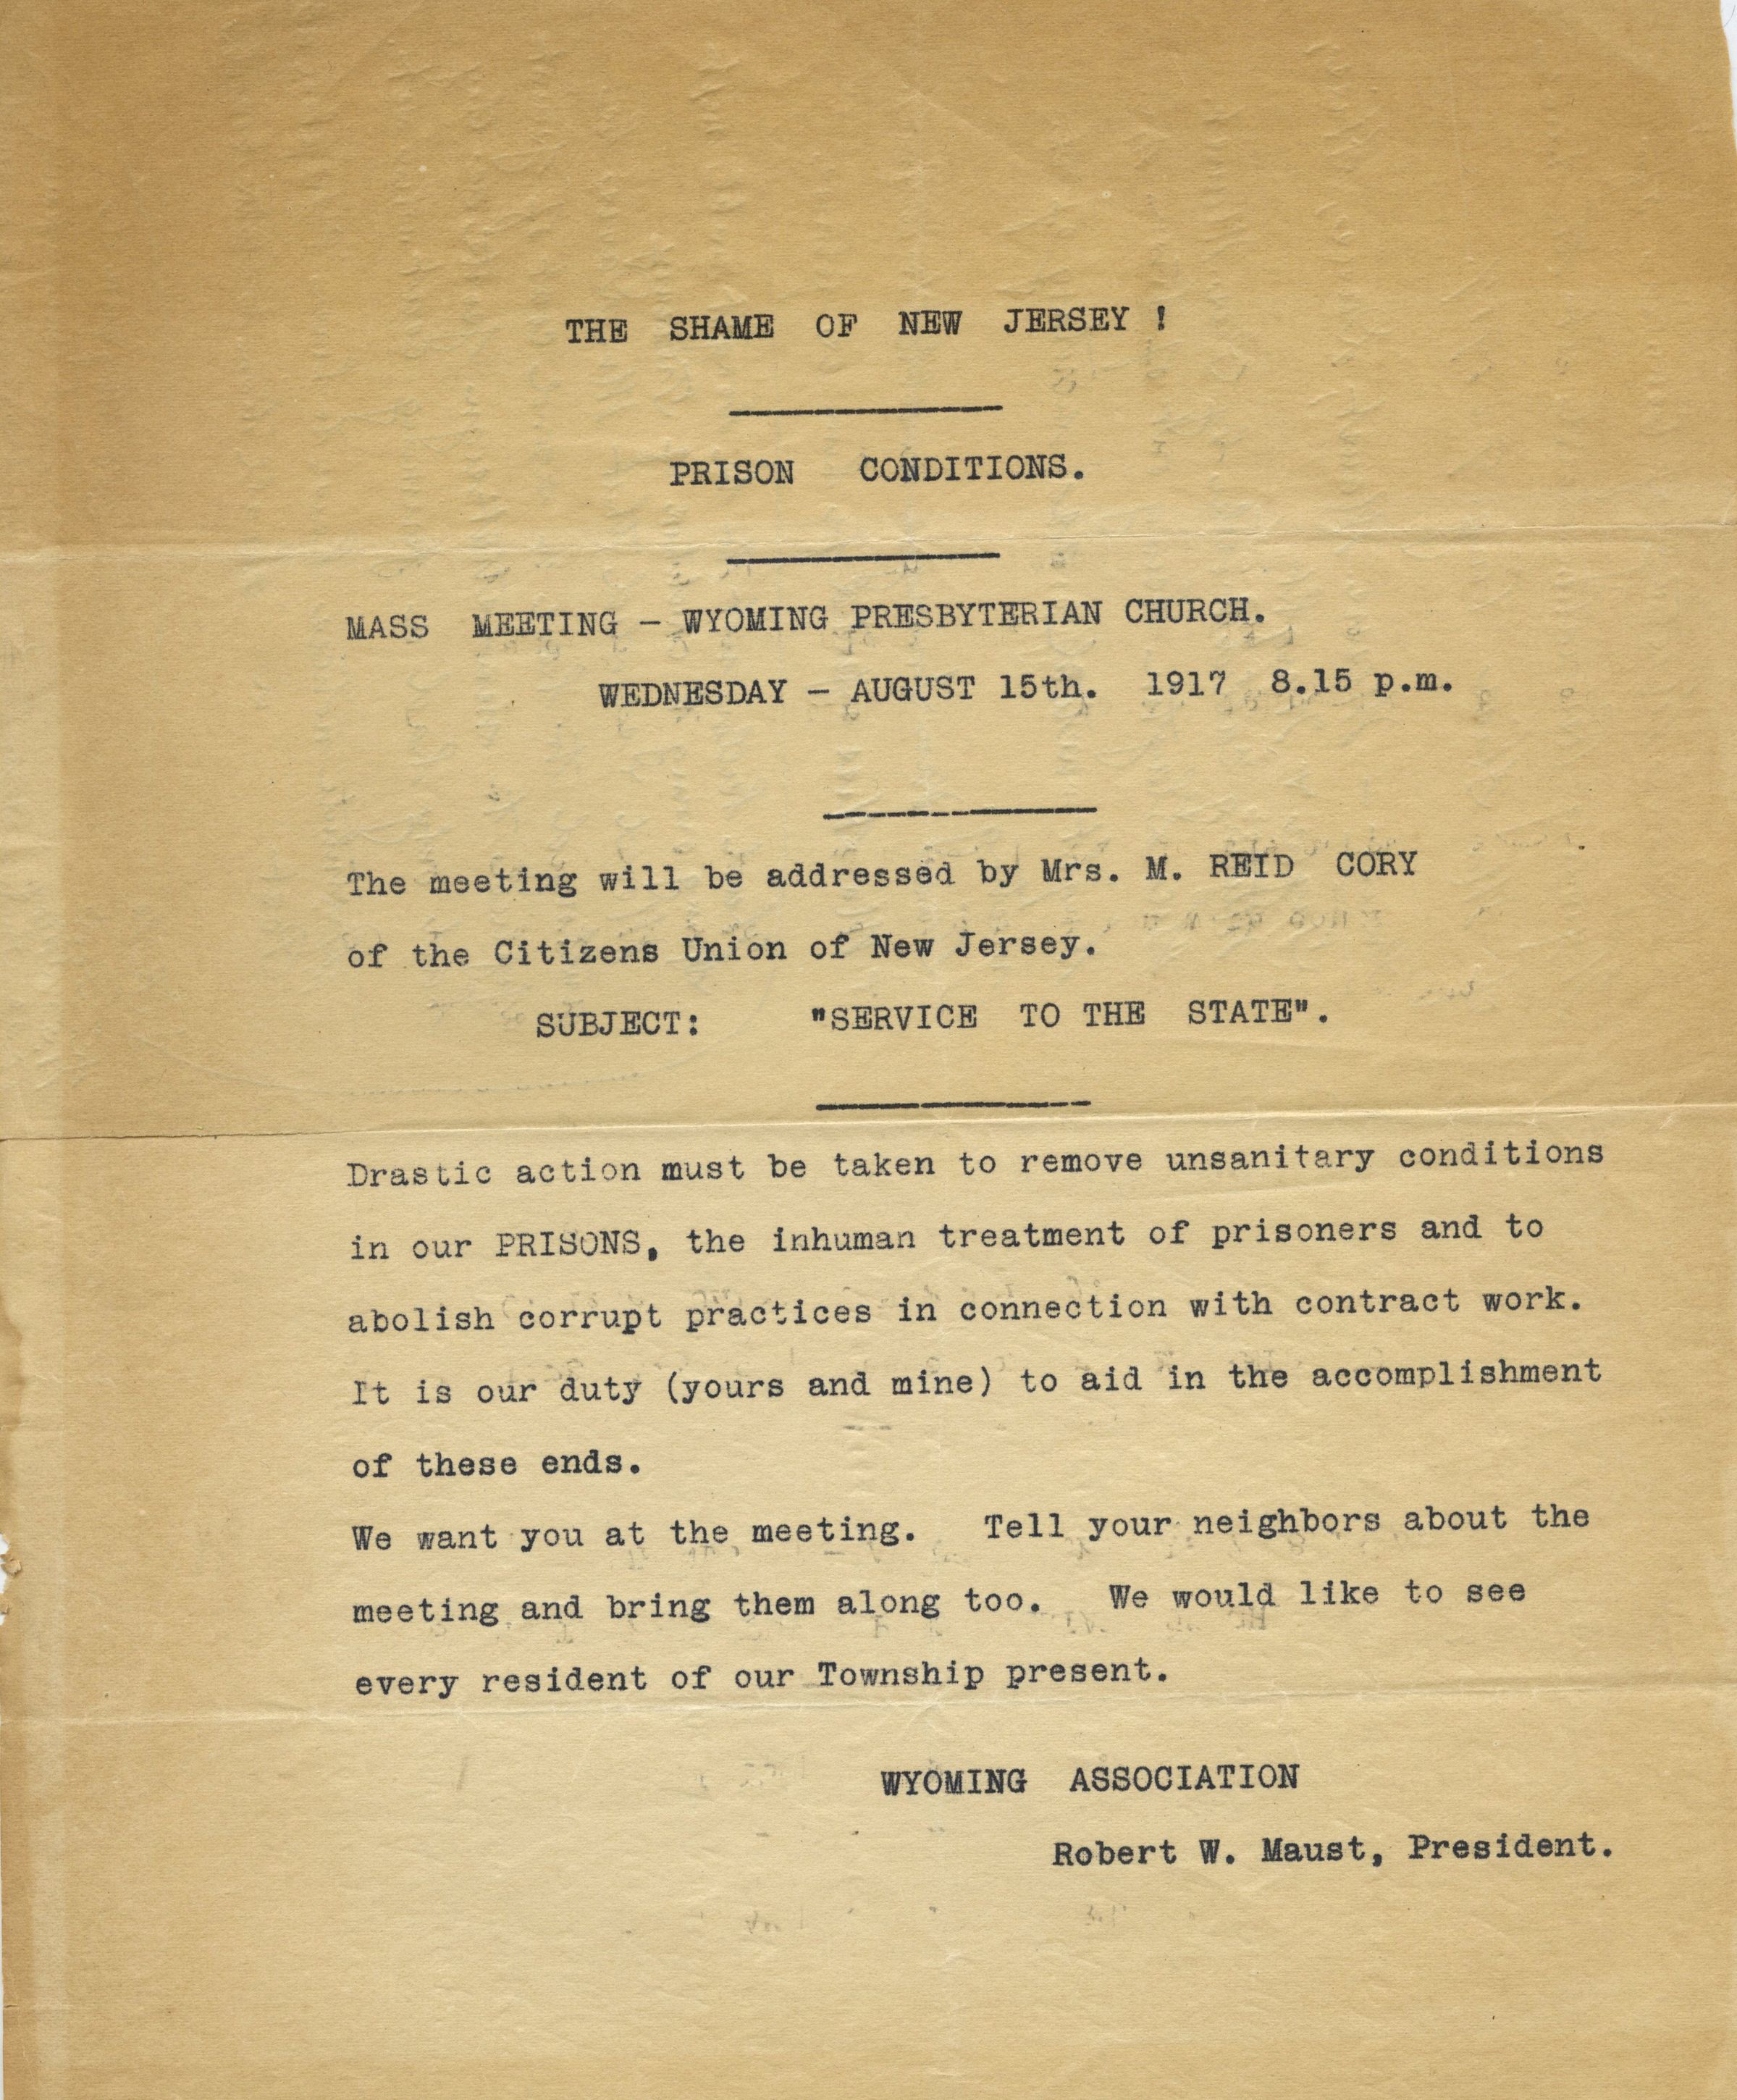 THE SHAME OF NEW JERSEY !
PRISON CONDITIONS.
MASS MEETING - WYOMING PRESBYTERIAN CHURCH.
WEDNESDAY - AUGUST 15th. 1917 8.15 p.m.
The meeting will be addressed by Mrs. M. REID CORY
of the Citizens Union of New Jersey.
SUBJECT: "SERVICE TO THE STATE".
Drastic action must be taken to remove unsanitary conditions
in our PRISONS, the inhuman treatment of prisoners and to
abolish corrupt practices in connection with contract work.
It is our duty (yours and mine) to aid in the accomplishment
of these ends.
We want you at the meeting. Tell your neighbors about the
meeting and bring them along too. We would like to see
every resident of our Township present.
WYOMING ASSOCIATION
Robert W. Maust, President.